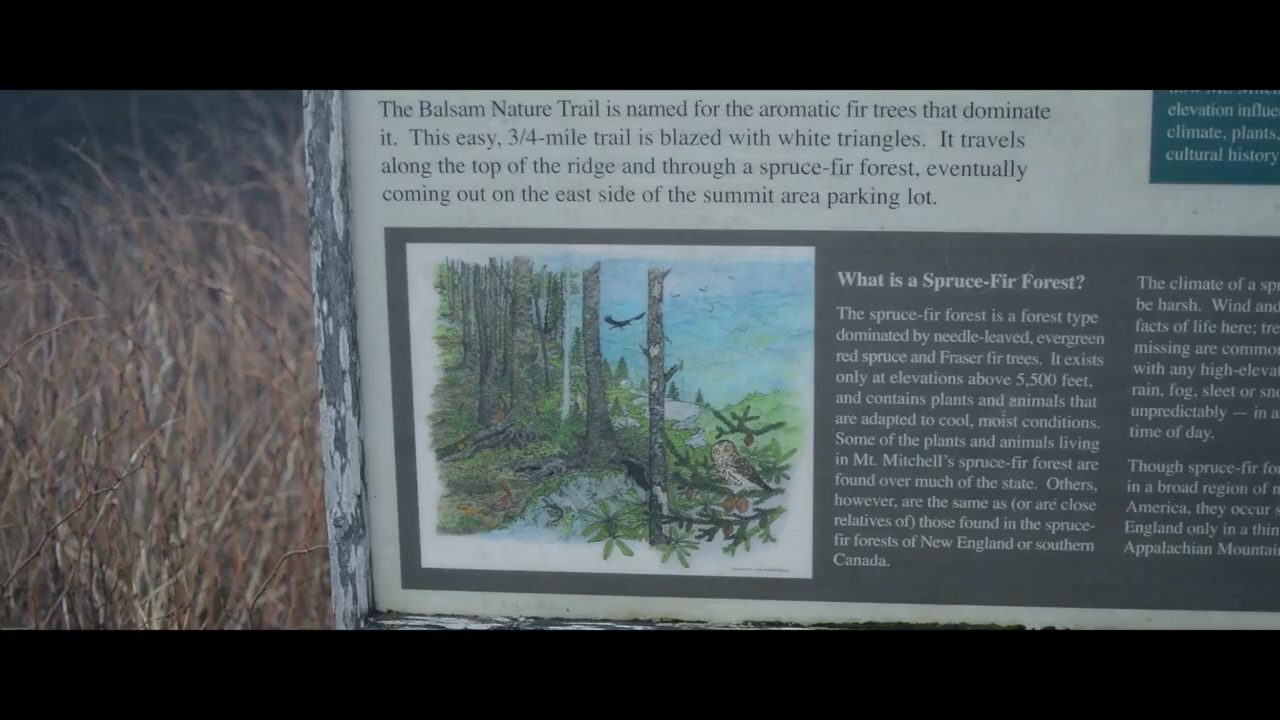 The Balsam Nature Trail is named for the aromatic fir trees that dominate
it. This easy, 3/4-mile trail is blazed with white triangles. It travels
along the top of the ridge and through a spruce-fir forest, eventually
coming out on the east side of the summit area parking lot.
elevation influe
climate, plants,
cultural history
What is a Spruce-Fir Forest?
The spruce-fir forest is a forest type
dominated by needle-leaved, evergreen
red spruce and Fraser fir trees. It exists
only at elevations above 5,500 feet,
and contains plants and animals that
are adapted to cool, moist conditions.
Some of the plants and animals living
in Mt. Mitchell's spruce-fir forest are
found over much of the state. Others,
however, are the same as (or are close
relatives of) those found in the spruce-
fir forests of New England or southern
Canada.
The climate of a spr
be harsh. Wind and
facts of life here; tre
missing are common
with any high-elevat
rain, fog, sleet or sno
unpredictably — in a
time of day.
Though spruce-fir fo
in a broad region of n
America, they occur s
England only in a thin
Appalachian Mountai